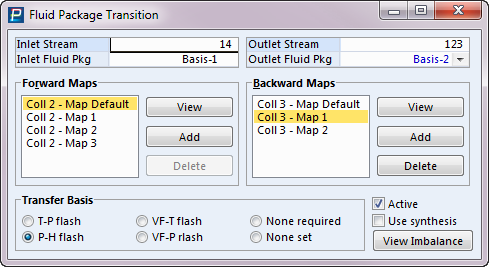 Fluid Package Transition
Inlet Stream 14 Outlet Stream 123
Inlet Fluid Pkg Basis-1 Outlet Fluid Pkg Basis-2
Forward Maps
Coll 2 - Map Default
Coll 2 - Map 1
Coll 2 - Map 2
Coll 2 - Map 3
View
Add
Delete
Backward Maps
Coll 3 - Map Default
Coll 3 - Map 1
Coll 3 - Map 2
View
Add
Delete
Transfer Basis
T-P flash VF-T flash None required
P-H flash VF-P rlash None set
Active
Use synthesis
View Imbalance